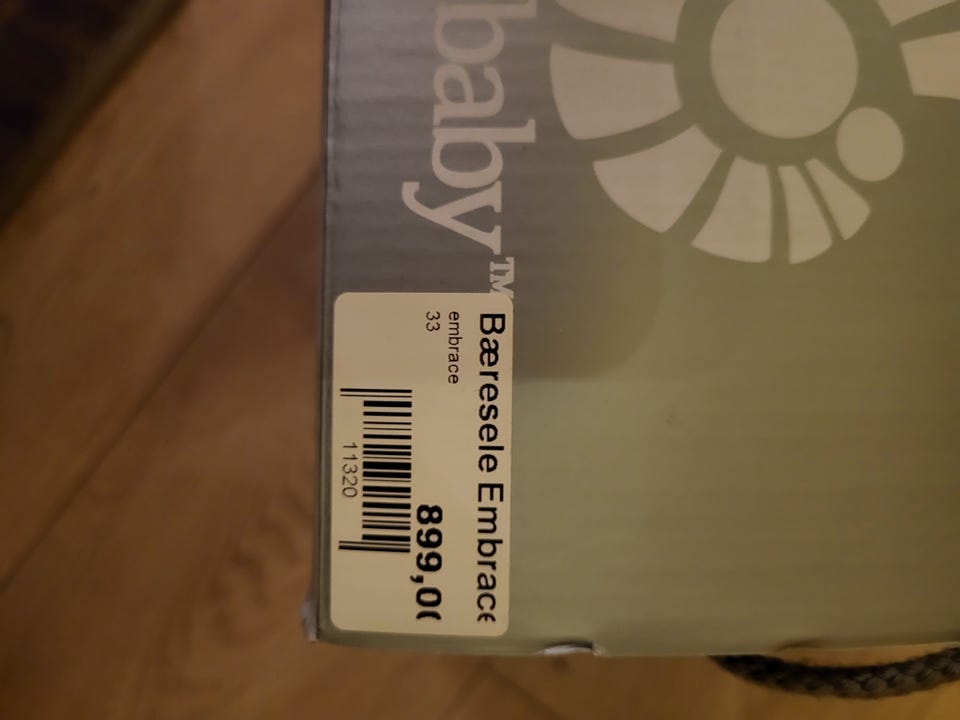 baby™
Bæresele Embrace
embrace
33
899,0
11320